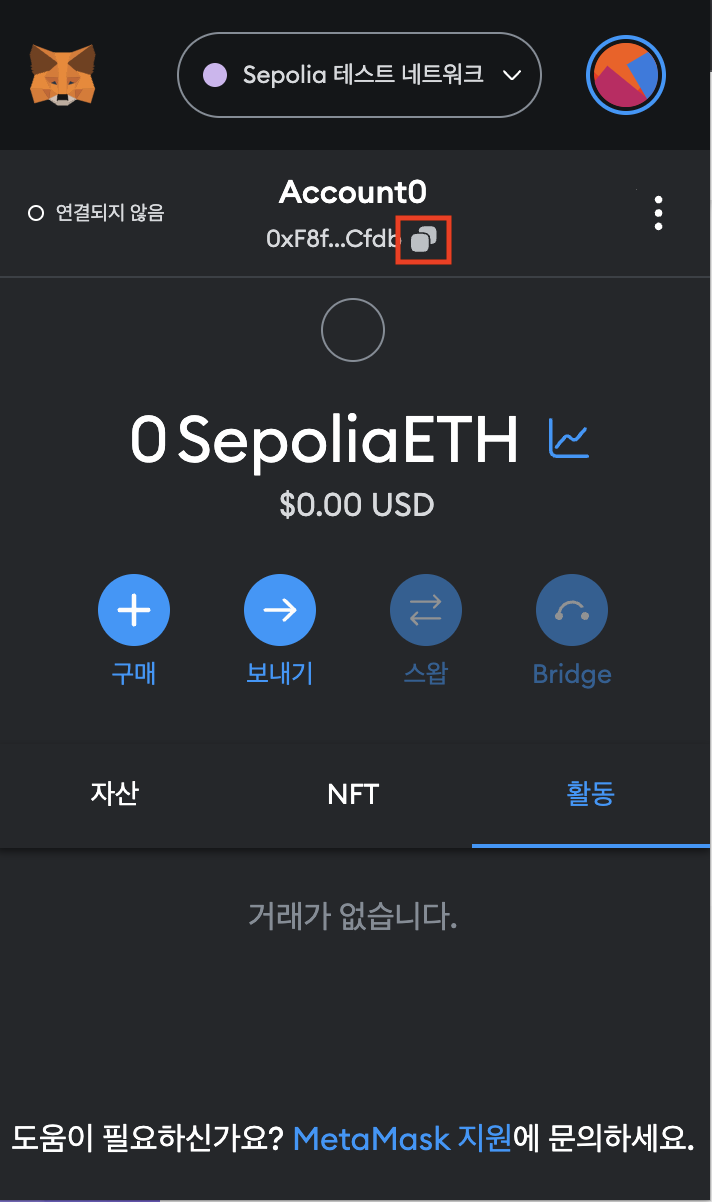 Sepolia 테스트 네트워크
Account0
연결되지 않음
0xF8f...Cfdb
0 SepoliaETH
$0.00 USD
구매
보내기
스왑
Bridge
자산
NFT
활동
거래가 없습니다.
도움이 필요하신가요? MetaMask 지원에 문의하세요.